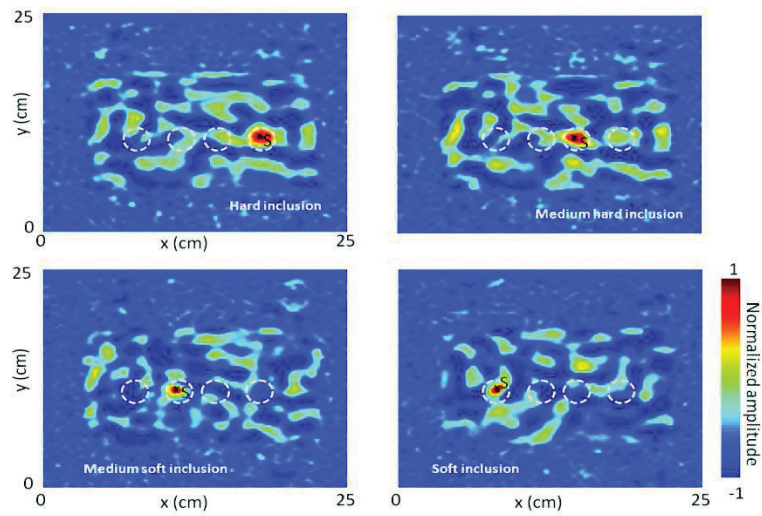 25
y (cm)
0
S
Hard inclusion
0
x (cm)
25
S
Medium hard inclusion
25
y (cm)
0
S
Medium soft inclusion
0
x (cm)
25
S
Soft inclusion
0
x (cm)
25
1
Normalized amplitude
-1